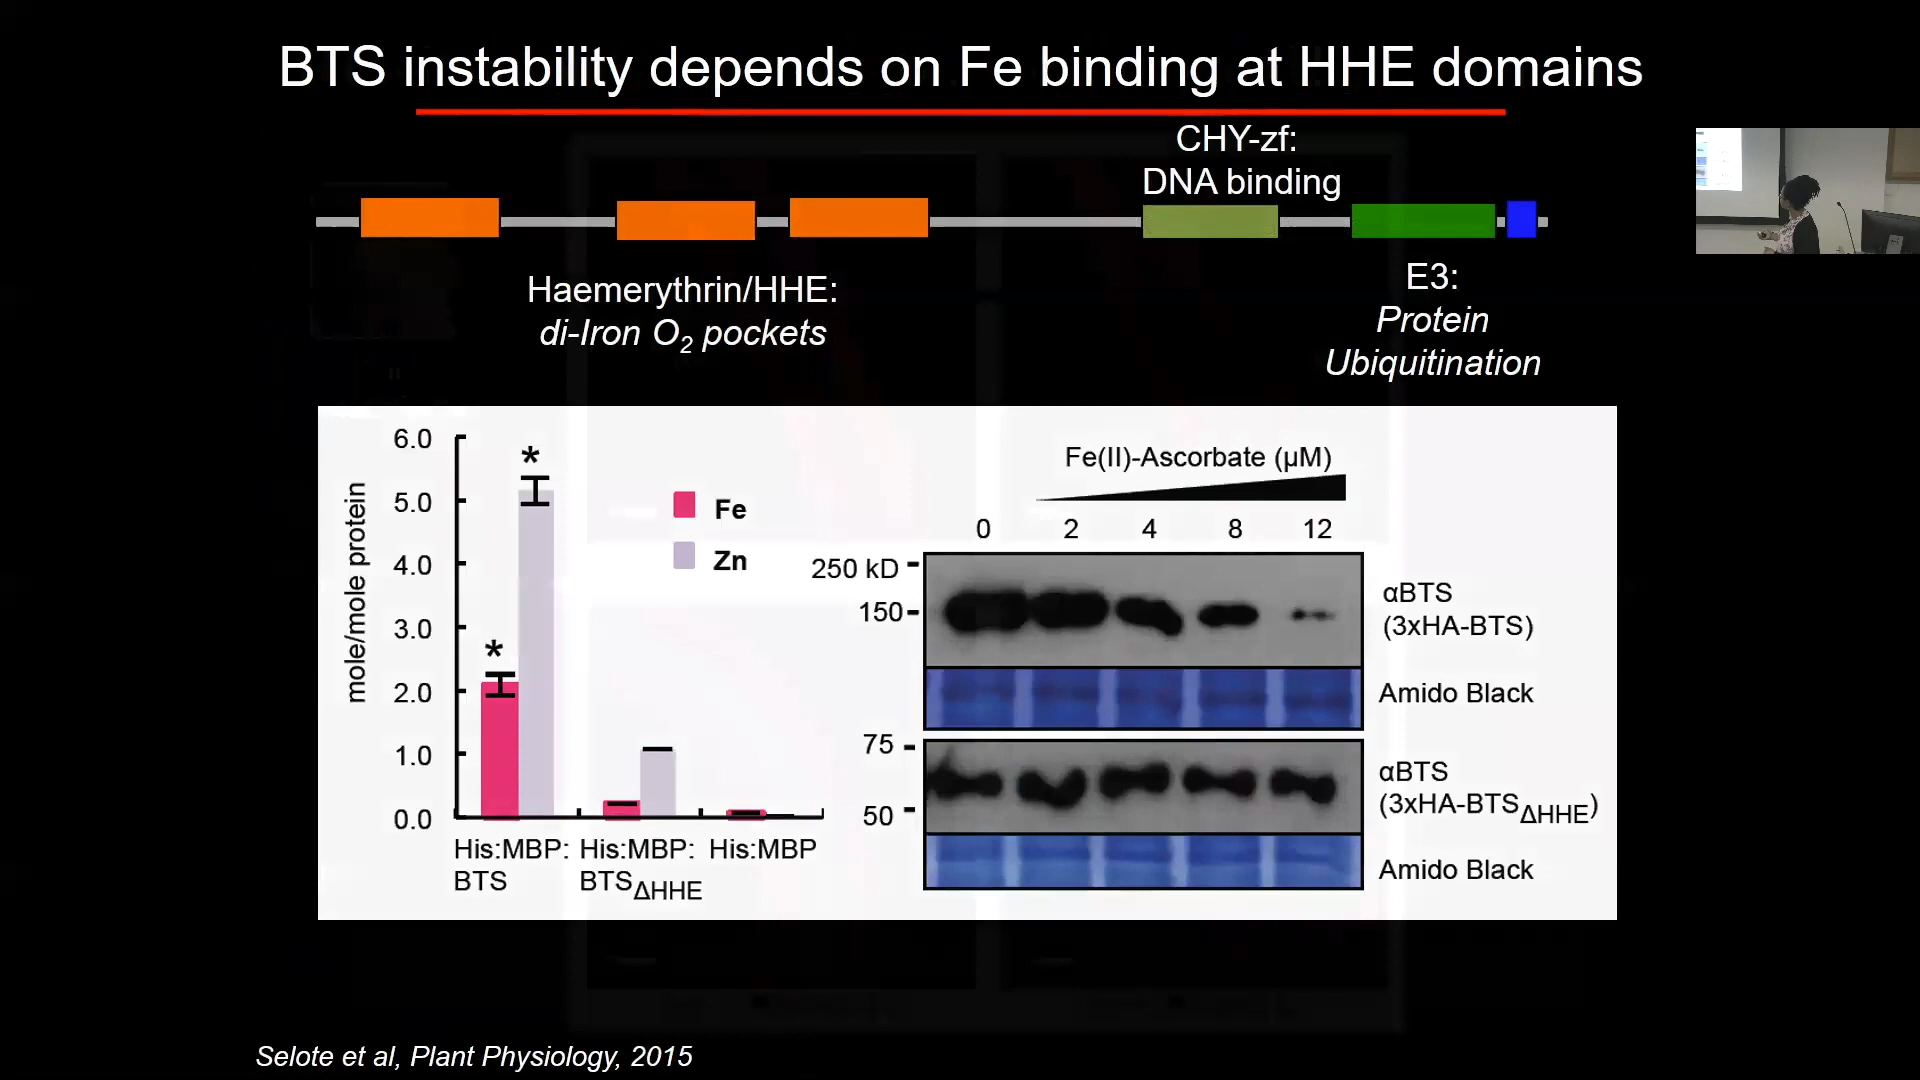 BTS instability depends on Fe binding at HHE domains
CHY-zf:
DNA binding
Haemerythrin/HHE:
di-Iron O2 pockets
E3:
Protein
Ubiquitination
6.0
5.0
4.0
3.0
2.0
1.0
0.0
mole/mole protein
*
*
Fe
Zn
His:MBP: His:MBP: His:MBP
BTS BTSΔHHE
Fe(II)-Ascorbate (µM)
0 2 4 8 12
250 kD
150
αBTS
(3xHA-BTS)
Amido Black
75
50
αBTS
(3xHA-BTSΔHHE)
Amido Black
Selote et al, Plant Physiology, 2015